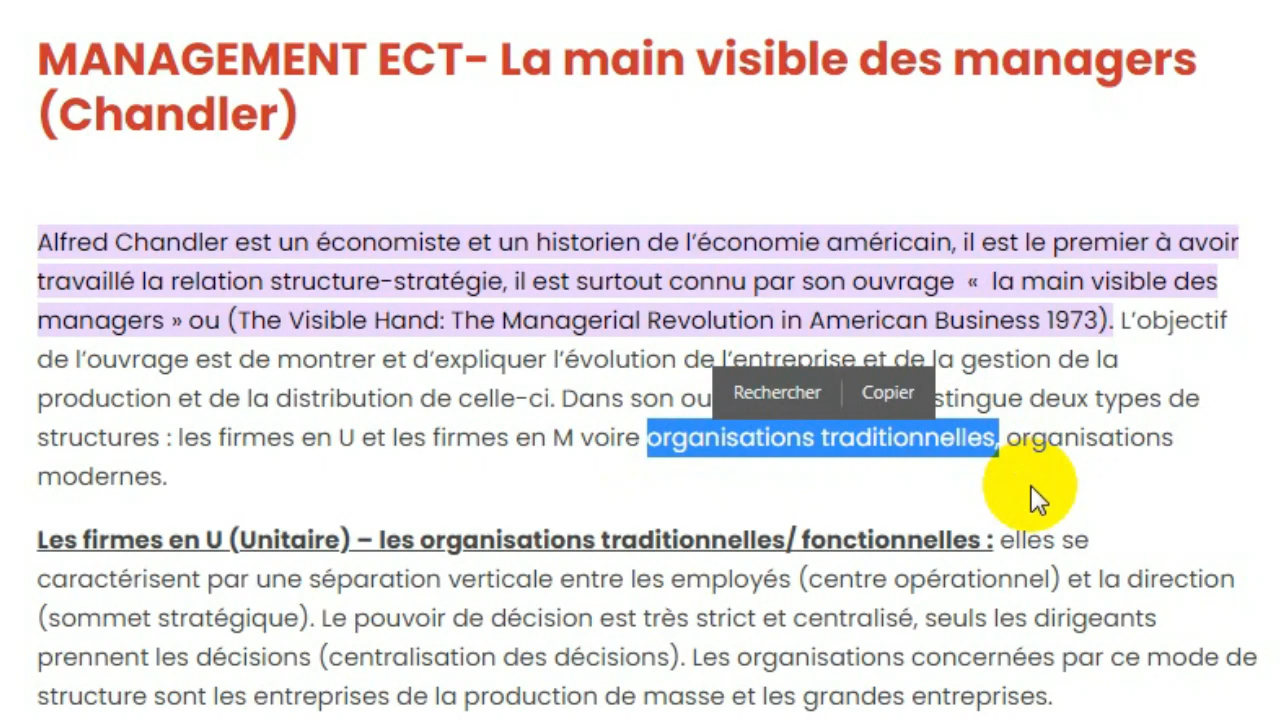 MANAGEMENT ECT- La main visible des managers
(Chandler)
Alfred Chandler est un économiste et un historien de l’économie américain, il est le premier à avoir
travaillé la relation structure-stratégie, il est surtout connu par son ouvrage « la main visible des
managers » ou (The Visible Hand: The Managerial Revolution in American Business 1973). L’objectif
de l’ouvrage est de montrer et d’expliquer l’évolution de l’entreprise et de la gestion de la
Rechercher Copier
production et de la distribution de celle-ci. Dans son ou stingue deux types de
structures : les firmes en U et les firmes en M voire organisations traditionnelles, organisations
modernes.
Les firmes en U (Unitaire) – les organisations traditionnelles/ fonctionnelles : elles se
caractérisent par une séparation verticale entre les employés (centre opérationnel) et la direction
(sommet stratégique). Le pouvoir de décision est très strict et centralisé, seuls les dirigeants
prennent les décisions (centralisation des décisions). Les organisations concernées par ce mode de
structure sont les entreprises de la production de masse et les grandes entreprises.